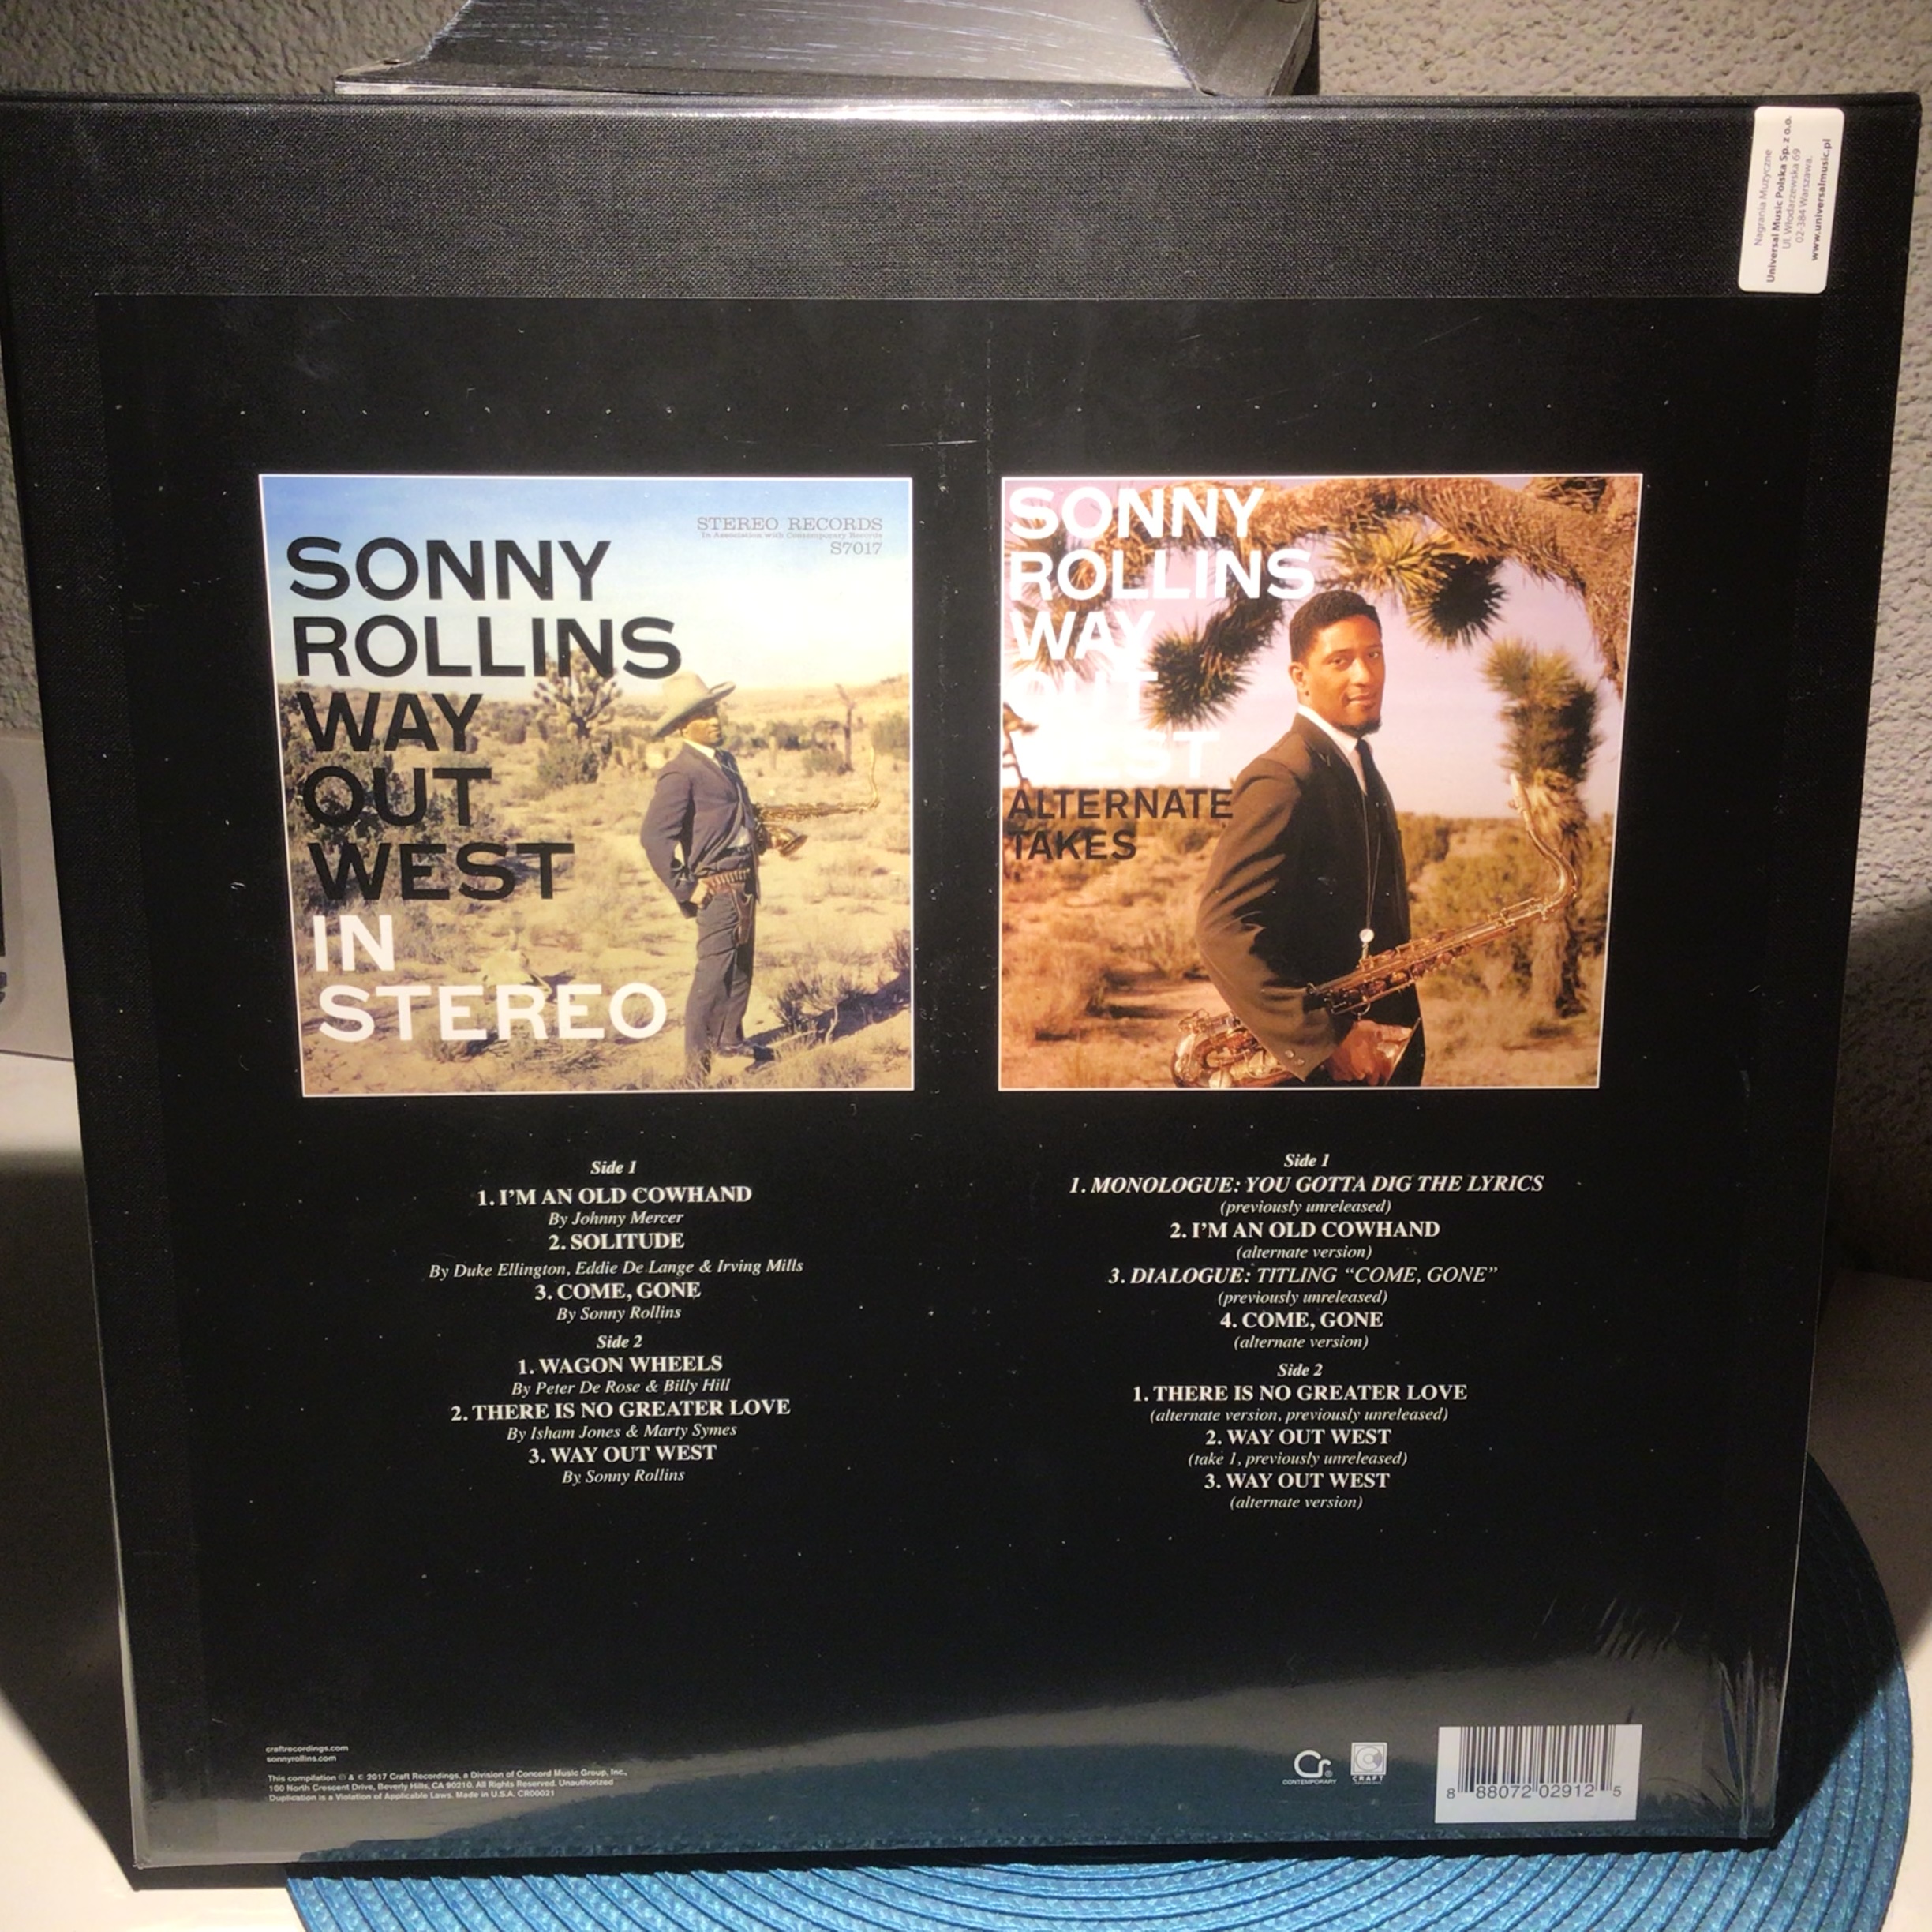 Nagrania Muzyczne
Universal Music Polska Sp. z o.o.
Ul. Włodarzewska 69
02-384 Warszawa.
www.universalmusic.pl
STEREO RECORDS
In Association with Contemporary Records
S7017
SONNY
ROLLINS
WAY
OUT
WEST
IN
STEREO
SONNY
ROLLINS
WAY
OUT
WEST
ALTERNATE
TAKES
Side 1
1. I'M AN OLD COWHAND
By Johnny Mercer
2. SOLITUDE
By Duke Ellington, Eddie De Lange & Irving Mills
3. COME, GONE
By Sonny Rollins
Side 2
1. WAGON WHEELS
By Peter De Rose & Billy Hill
2. THERE IS NO GREATER LOVE
By Isham Jones & Marty Symes
3. WAY OUT WEST
By Sonny Rollins
Side 1
1. MONOLOGUE: YOU GOTTA DIG THE LYRICS
(previously unreleased)
2. I'M AN OLD COWHAND
(alternate version)
3. DIALOGUE: TITLING “COME, GONE”
(previously unreleased)
4. COME, GONE
(alternate version)
Side 2
1. THERE IS NO GREATER LOVE
(alternate version, previously unreleased)
2. WAY OUT WEST
(take 1, previously unreleased)
3. WAY OUT WEST
(alternate version)
craftrecordings.com
sonnyrollins.com
This compilation ℗ & © 2017 Craft Recordings, a Division of Concord Music Group, Inc.,
100 North Crescent Drive, Beverly Hills, CA 90210. All Rights Reserved. Unauthorized
Duplication is a Violation of Applicable Laws. Made in U.S.A. CR00021
Cr®
CONTEMPORARY
C
CRAFT
8 88072 02912 5